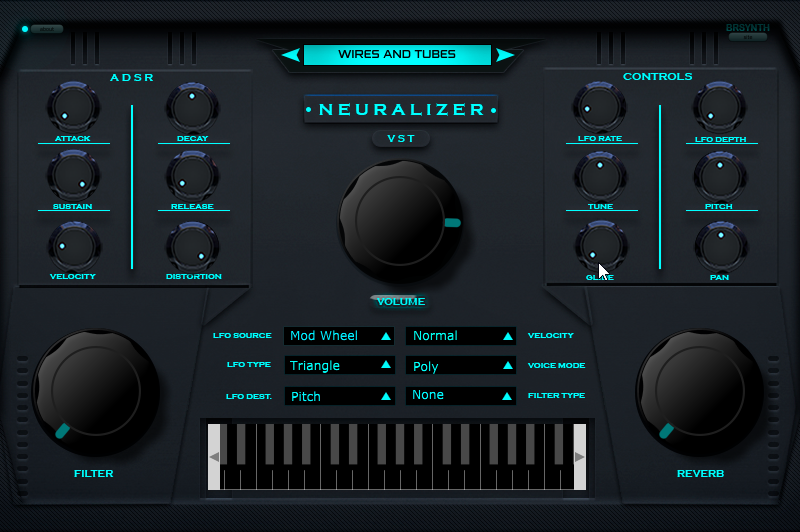 BRSYNTH
WIRES AND TUBES
ADSR
CONTROLS
NEURALIZER
VST
ATTACK
DECAY
LFO RATE
LFO DEPTH
SUSTAIN
RELEASE
TUNE
PITCH
VELOCITY
DISTORTION
PAN
VOLUME
LFO SOURCE Mod Wheel Normal VELOCITY
LFO TYPE Triangle Poly VOICE MODE
LFO DEST. Pitch None FILTER TYPE
FILTER
REVERB